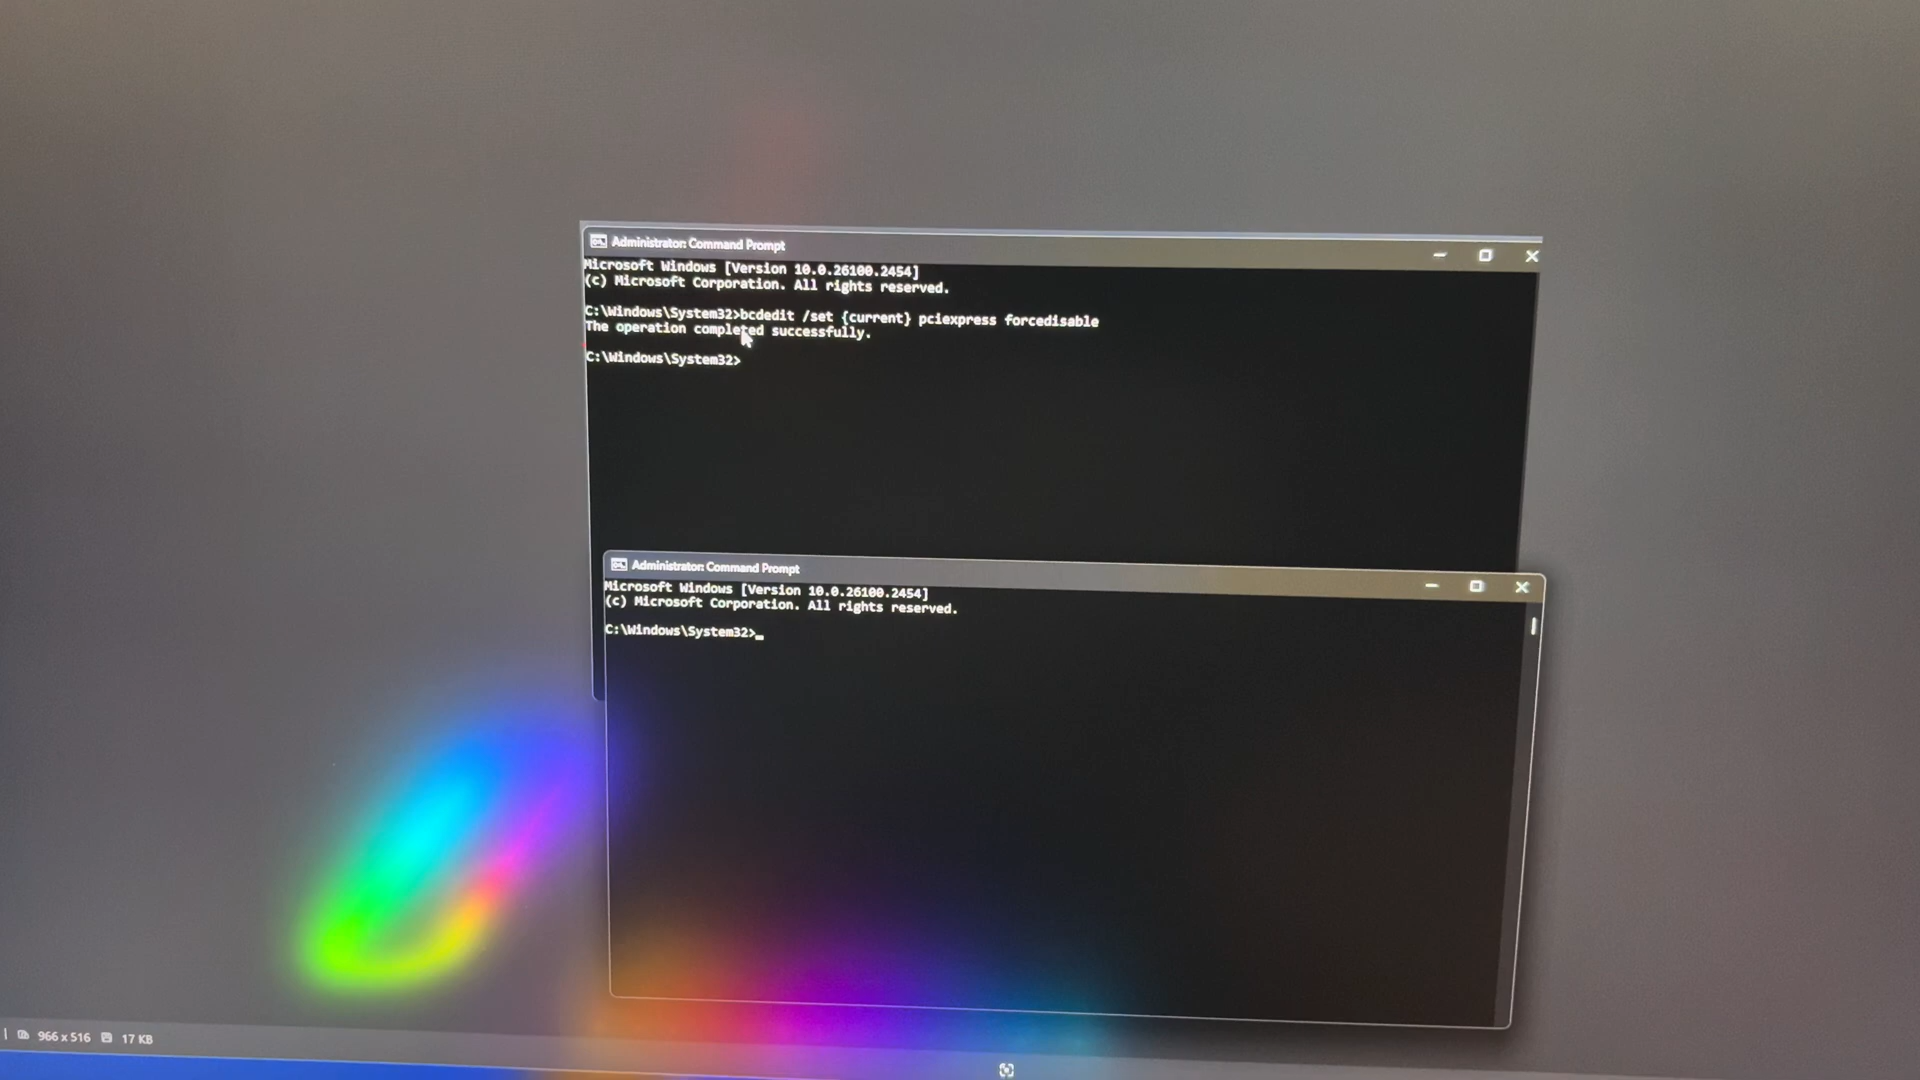 Administrator: Command Prompt
Microsoft Windows [Version 10.0.26100.2454]
(c) Microsoft Corporation. All rights reserved.
C:\Windows\System32>bcdedit /set {current} pciexpress forcedisable
The operation completed successfully.
C:\Windows\System32>
Administrator: Command Prompt
Microsoft Windows [Version 10.0.26100.2454]
(c) Microsoft Corporation. All rights reserved.
C:\Windows\System32>_
966 x 516 17 KB